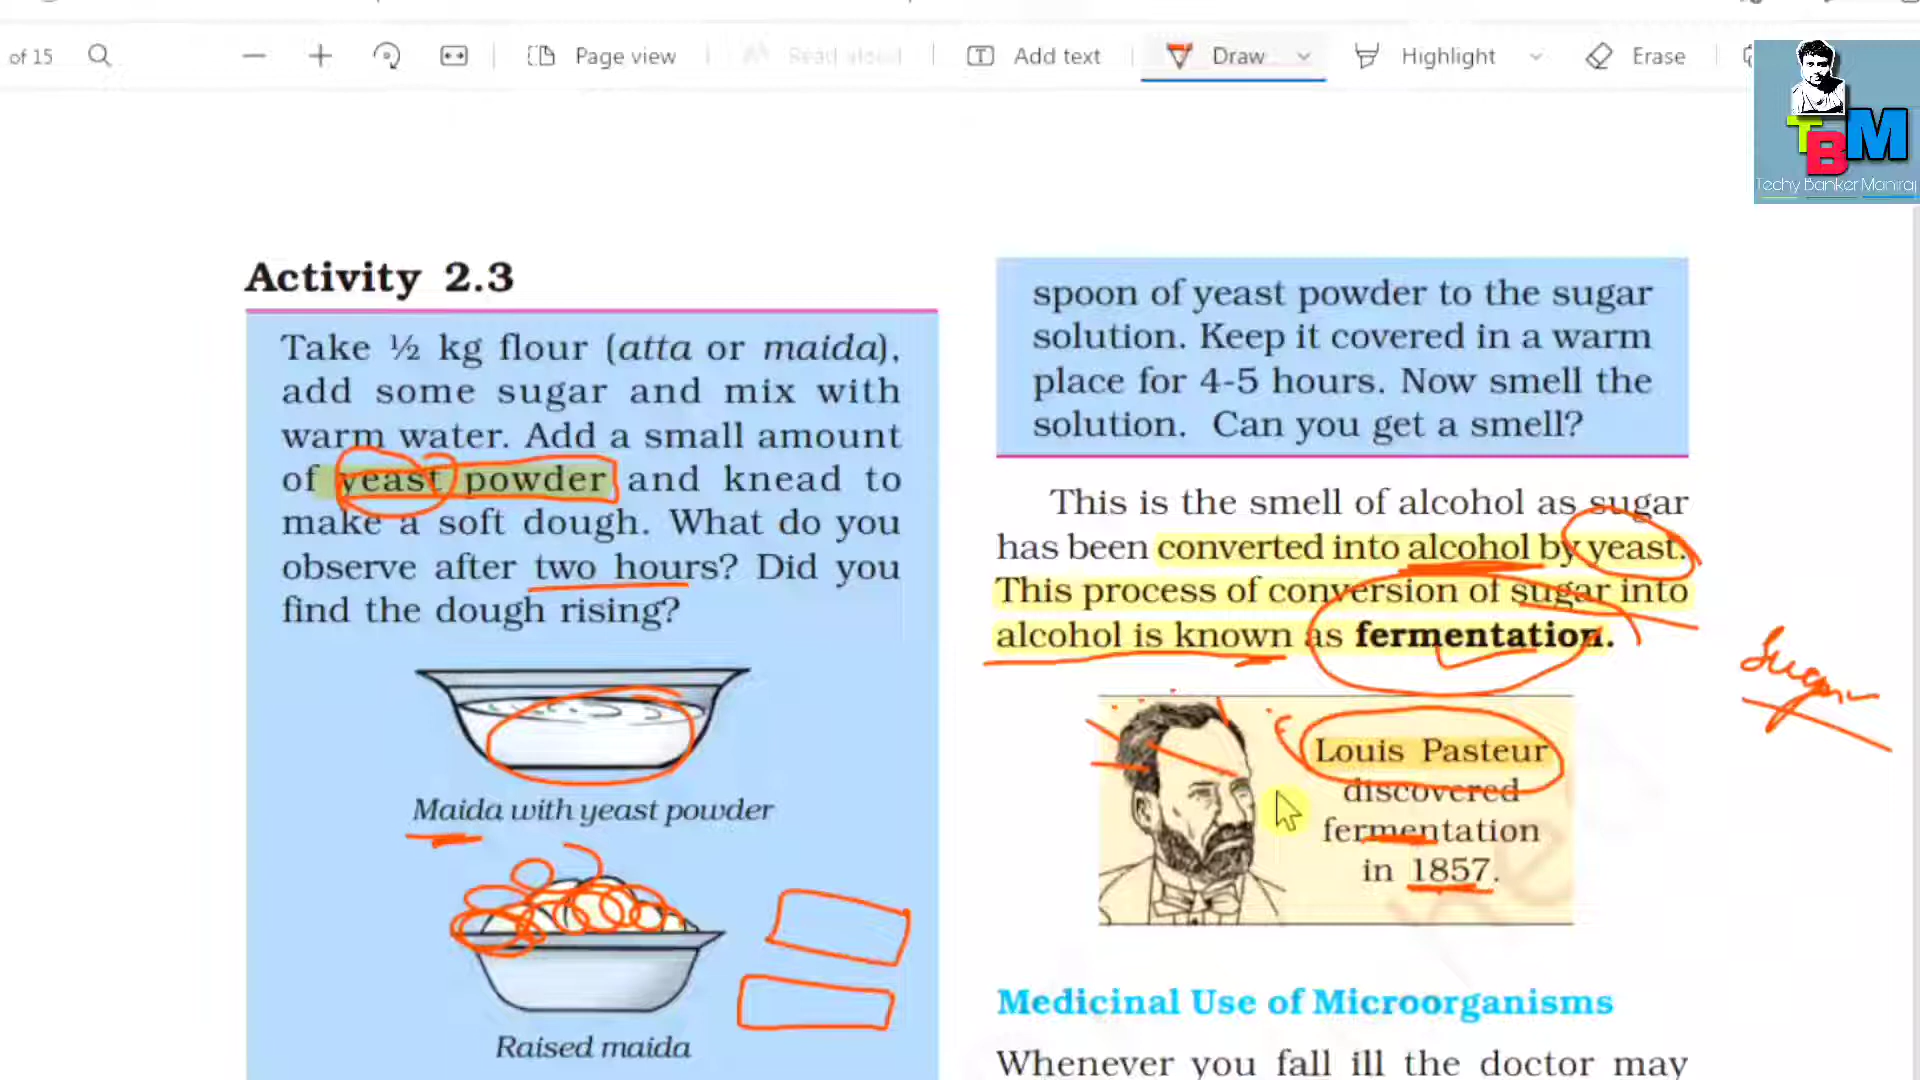 of 15
Page view
Read aloud
Add text
Draw
Highlight
Erase
TBM
Techy Banker Maniraj
Activity 2.3
Take ½ kg flour (atta or maida),
add some sugar and mix with
warm water. Add a small amount
of yeast powder and knead to
make a soft dough. What do you
observe after two hours? Did you
find the dough rising?
Maida with yeast powder
Raised maida
spoon of yeast powder to the sugar
solution. Keep it covered in a warm
place for 4-5 hours. Now smell the
solution. Can you get a smell?
This is the smell of alcohol as sugar
has been converted into alcohol by yeast.
This process of conversion of sugar into
alcohol is known as fermentation.
Sugar
Louis Pasteur
discovered
fermentation
in 1857.
Medicinal Use of Microorganisms
Whenever you fall ill the doctor may